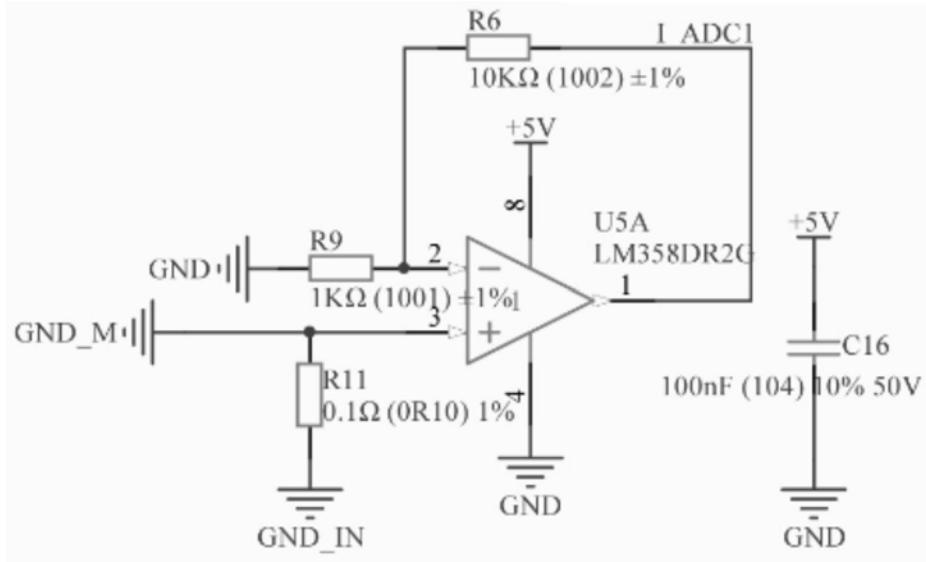 R6
I_ADC1
10KΩ (1002) ±1%
+5V
8
U5A
LM358DR2G
+5V
R9
2
GND
1
1KΩ (1001) ±1%
3
GND_M
C16
R11
100nF (104) 10% 50V
0.1Ω (0R10) 1%
4
GND
GND_IN
GND